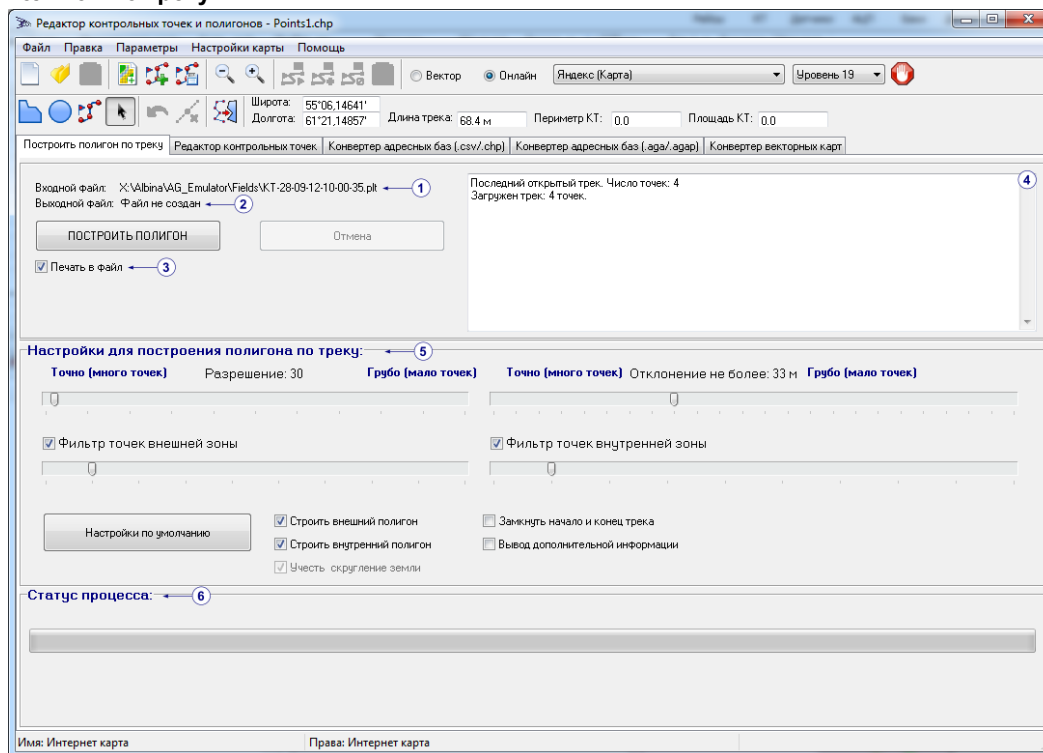 Редактор контрольных точек и полигонов - Points1.chp
Файл Правка Параметры Настройки карты Помощь
Вектор Онлайн Яндекс (Карта) Уровень 19
Широта: 55°06,14641'
Долгота: 61°21,14857' Длина трека: 68.4 м Периметр КТ: 0.0 Площадь КТ: 0.0
Построить полигон по треку Редактор контрольных точек Конвертер адресных баз (.csv/.chp) Конвертер адресных баз (.aga/.agap) Конвертер векторных карт
Входной файл: X:\Albina\AG_Emulator\Fields\KT-28-09-12-10-00-35.plt 1
Выходной файл: Файл не создан 2
ПОСТРОИТЬ ПОЛИГОН Отмена
Печать в файл 3
Последний открытый трек. Число точек: 4
Загружен трек: 4 точек.
4
Настройки для построения полигона по треку: 5
Точно (много точек) Разрешение: 30 Грубо (мало точек) Точно (много точек) Отклонение не более: 33 м Грубо (мало точек)
Фильтр точек внешней зоны Фильтр точек внутренней зоны
Настройки по умолчанию
Строить внешний полигон Замкнуть начало и конец трека
Строить внутренний полигон Вывод дополнительной информации
Учесть скругление земли
Статус процесса: 6
Имя: Интернет карта Права: Интернет карта